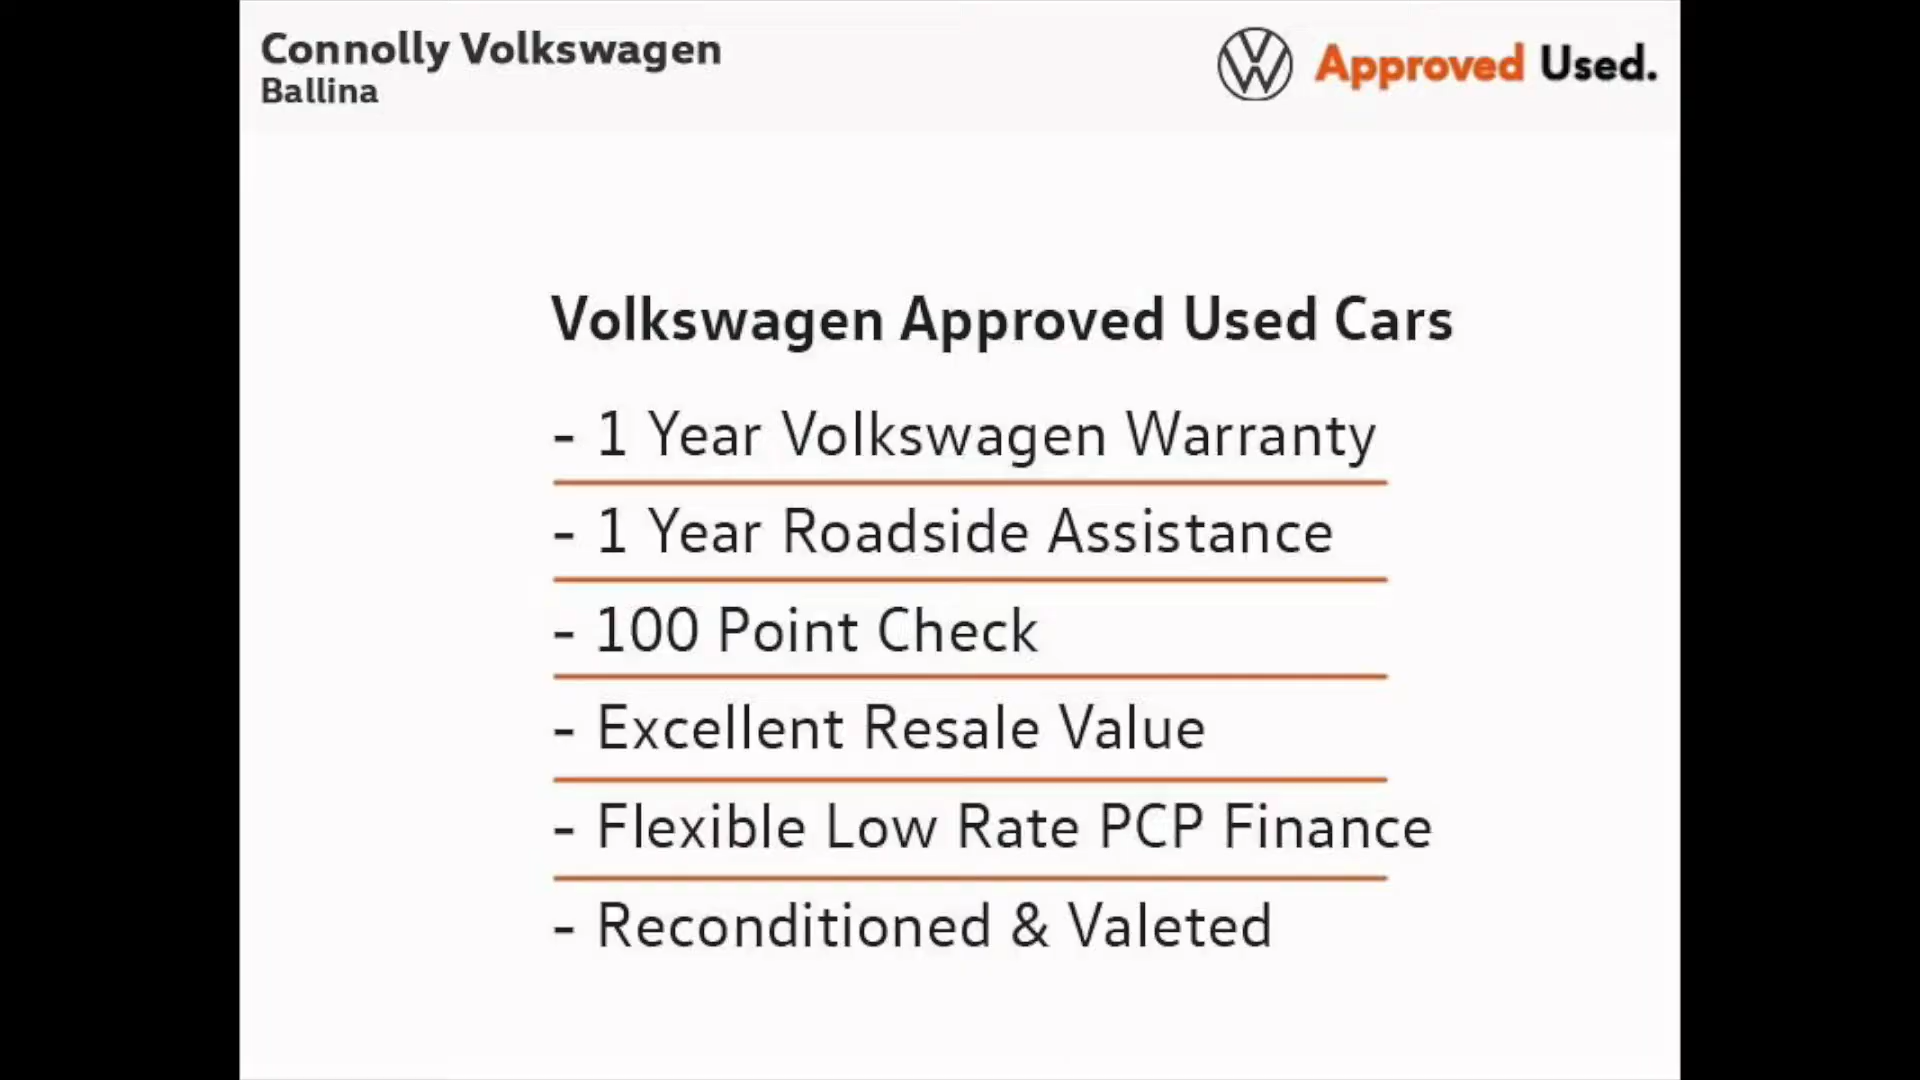 Connolly Volkswagen
Ballina
Approved Used.
Volkswagen Approved Used Cars
- 1 Year Volkswagen Warranty
- 1 Year Roadside Assistance
- 100 Point Check
- Excellent Resale Value
- Flexible Low Rate PCP Finance
- Reconditioned & Valeted